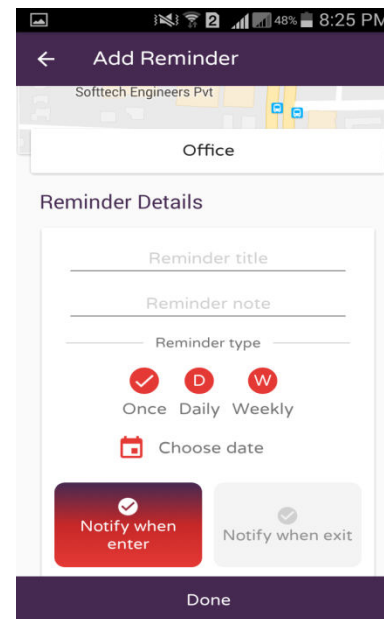 2 48% 8:25 PM
Add Reminder
Softtech Engineers Pvt
Office
Reminder Details
Reminder title
Reminder note
Reminder type
D W
Once Daily Weekly
Choose date
Notify when
enter
Notify when exit
Done